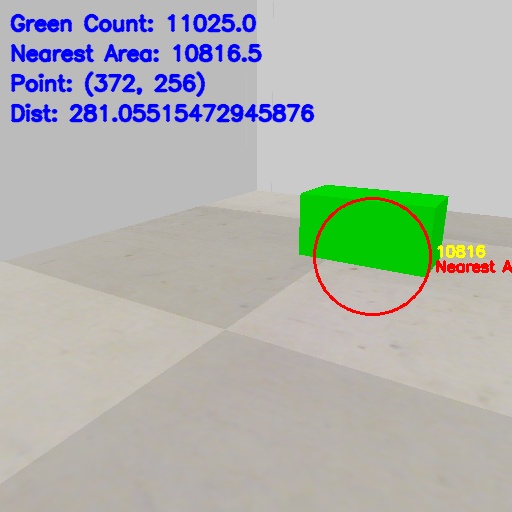 Green Count: 11025.0
Nearest Area: 10816.5
Point: (372, 256)
Dist: 281.05515472945876
10816
Nearest A